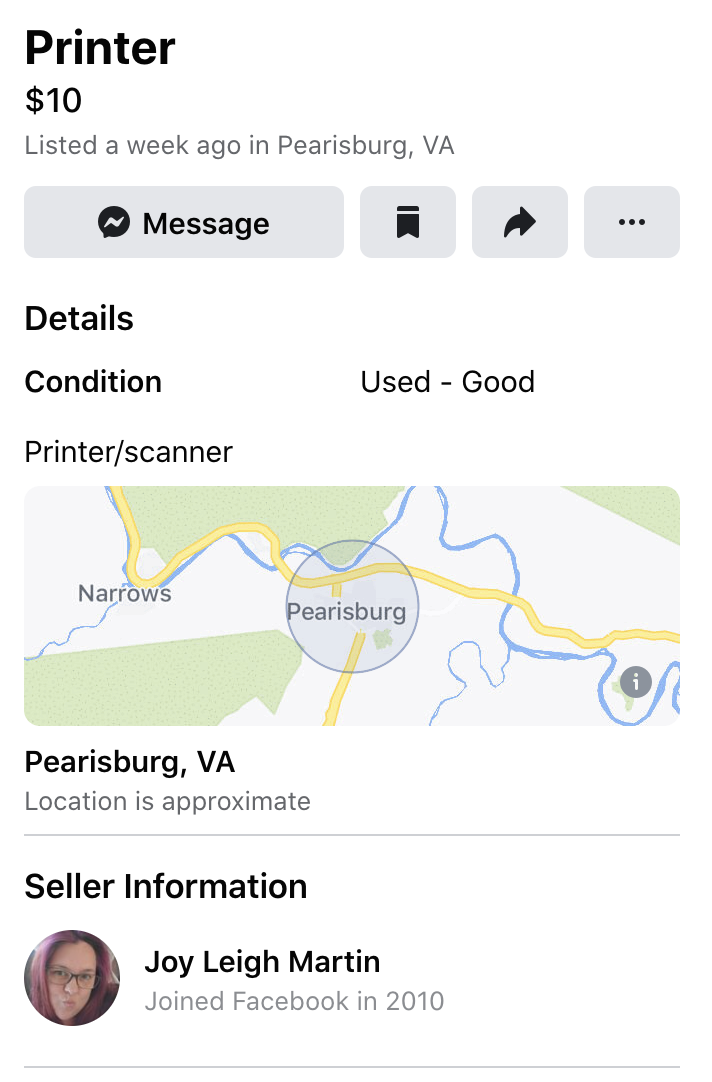 Printer
$10
Listed a week ago in Pearisburg, VA
Message
Details
Condition Used - Good
Printer/scanner
Narrows
Pearisburg
i
Pearisburg, VA
Location is approximate
Seller Information
Joy Leigh Martin
Joined Facebook in 2010